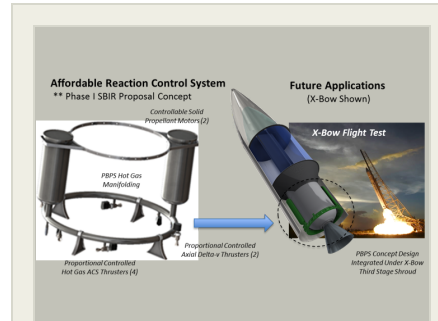 Affordable Reaction Control System
** Phase I SBIR Proposal Concept
Controllable Solid
Propellant Motors (2)
PBPS Hot Gas
Manifolding
Proportional Controlled
Hot Gas ACS Thrusters (4)
Proportional Controlled
Axial Delta-v Thrusters (2)
Future Applications
(X-Bow Shown)
X-Bow Flight Test
PBPS Concept Design
Integrated Under X-Bow
Third Stage Shroud